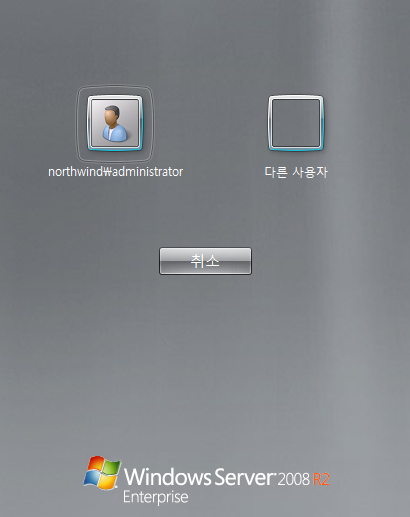 northwind₩administrator
다른 사용자
취소
Windows Server 2008 R2
Enterprise